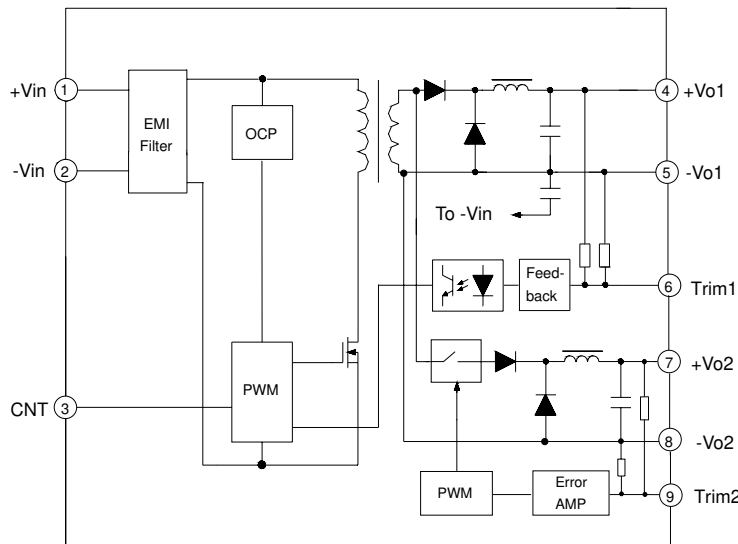 +Vin
1
EMI
Filter
OCP
4
+Vo1
-Vin
2
5
-Vo1
To -Vin
Feed-
back
6
Trim1
PWM
7
+Vo2
CNT
3
8
-Vo2
PWM
Error
AMP
9
Trim2